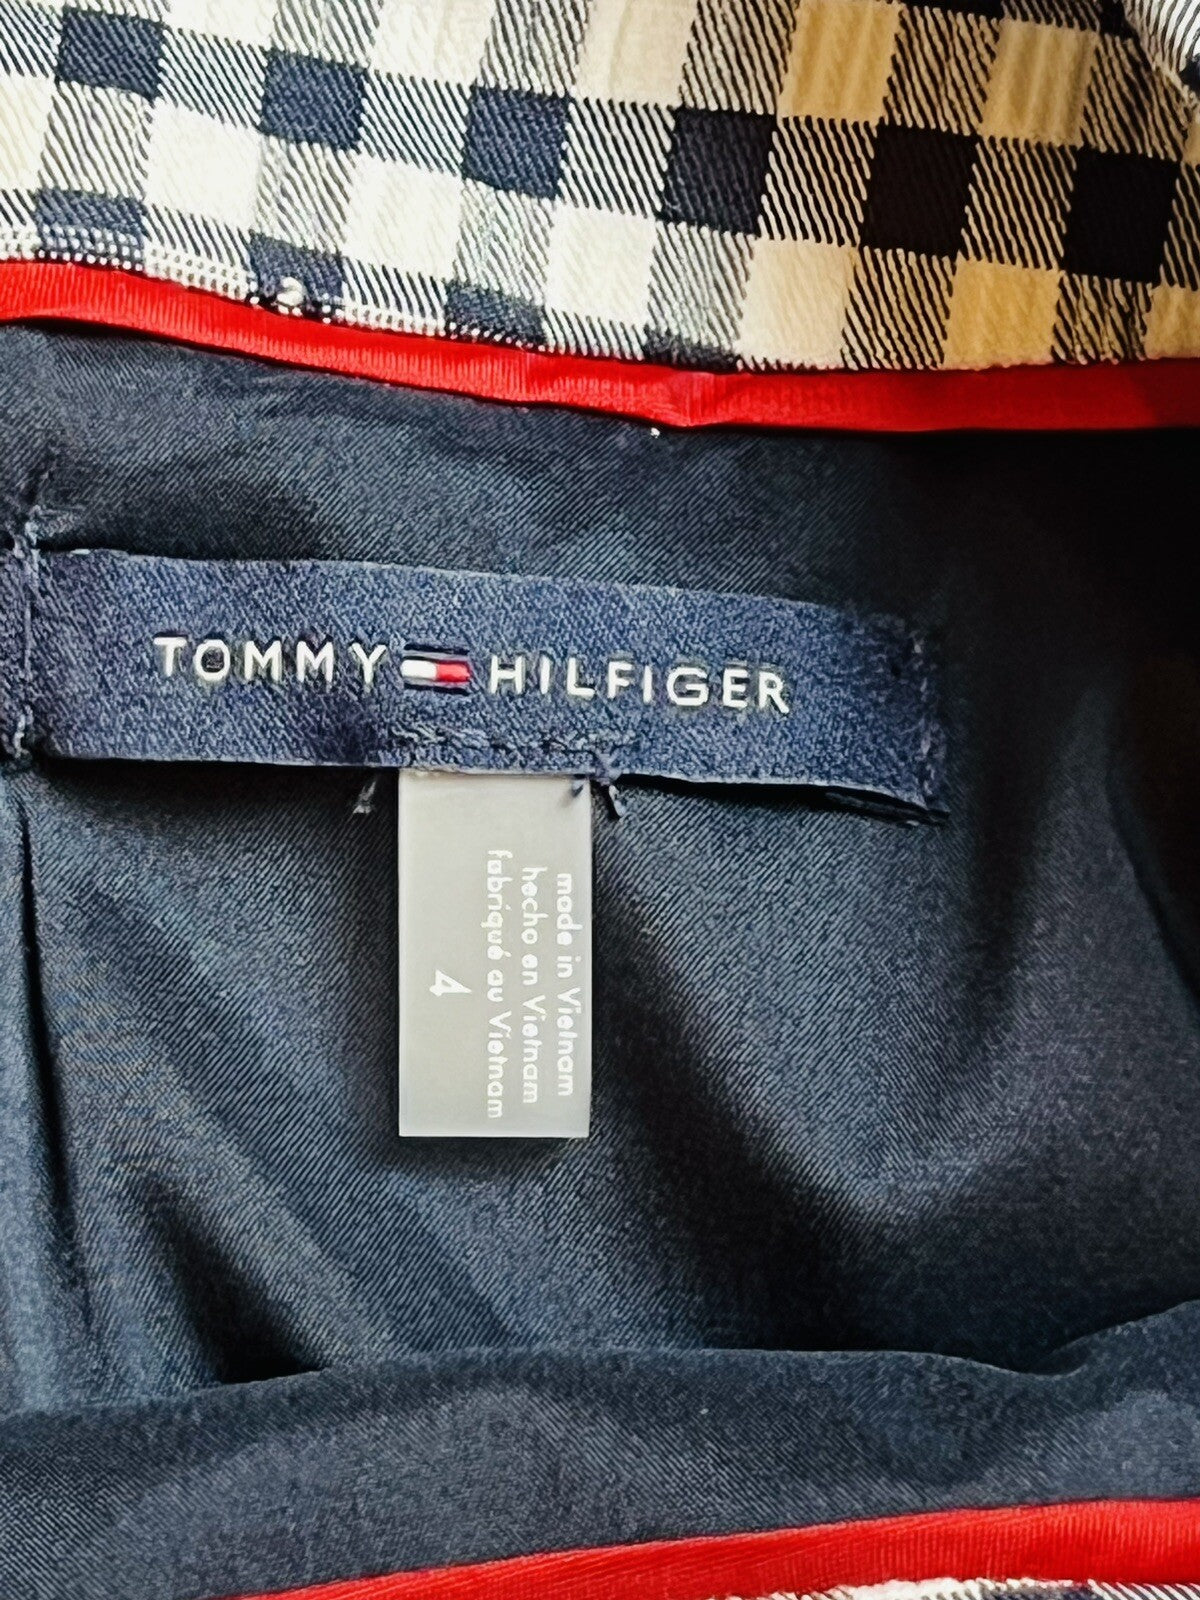 TOMMY HILFIGER
made in Vietnam
hecho en Vietnam
fabriqué au Vietnam
4